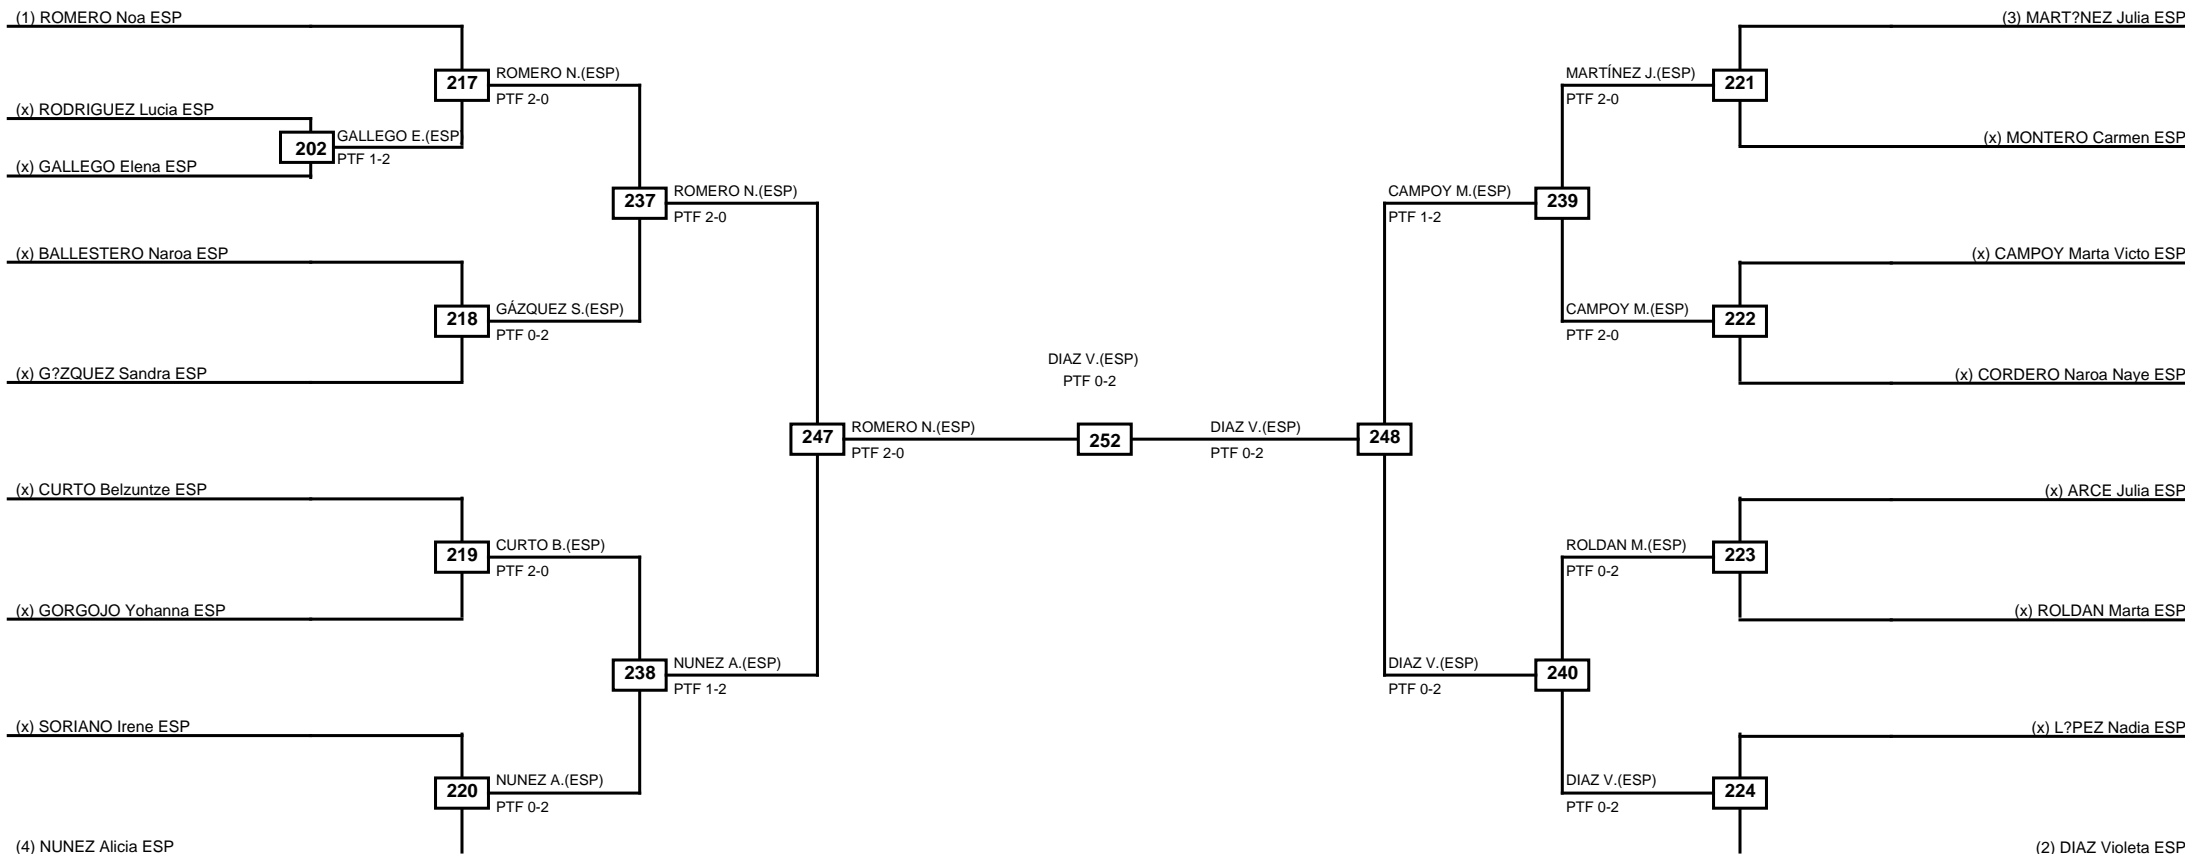 (1) ROMERO Noa ESP
(x) RODRIGUEZ Lucia ESP
(x) GALLEGO Elena ESP
(x) BALLESTERO Naroa ESP
(x) G?ZQUEZ Sandra ESP
(x) CURTO Belzuntze ESP
(x) GORGOJO Yohanna ESP
(x) SORIANO Irene ESP
(4) NUNEZ Alicia ESP
202
GALLEGO E.(ESP)
PTF 1-2
217
ROMERO N.(ESP)
PTF 2-0
218
GÁZQUEZ S.(ESP)
PTF 0-2
219
CURTO B.(ESP)
PTF 2-0
220
NUNEZ A.(ESP)
PTF 0-2
237
ROMERO N.(ESP)
PTF 2-0
238
NUNEZ A.(ESP)
PTF 1-2
247
ROMERO N.(ESP)
PTF 2-0
DIAZ V.(ESP)
PTF 0-2
252
DIAZ V.(ESP)
PTF 0-2
248
CAMPOY M.(ESP)
PTF 1-2
239
DIAZ V.(ESP)
PTF 0-2
240
MARTÍNEZ J.(ESP)
PTF 2-0
221
CAMPOY M.(ESP)
PTF 2-0
222
ROLDAN M.(ESP)
PTF 0-2
223
DIAZ V.(ESP)
PTF 0-2
224
(3) MART?NEZ Julia ESP
(x) MONTERO Carmen ESP
(x) CAMPOY Marta Victo ESP
(x) CORDERO Naroa Naye ESP
(x) ARCE Julia ESP
(x) ROLDAN Marta ESP
(x) L?PEZ Nadia ESP
(2) DIAZ Violeta ESP